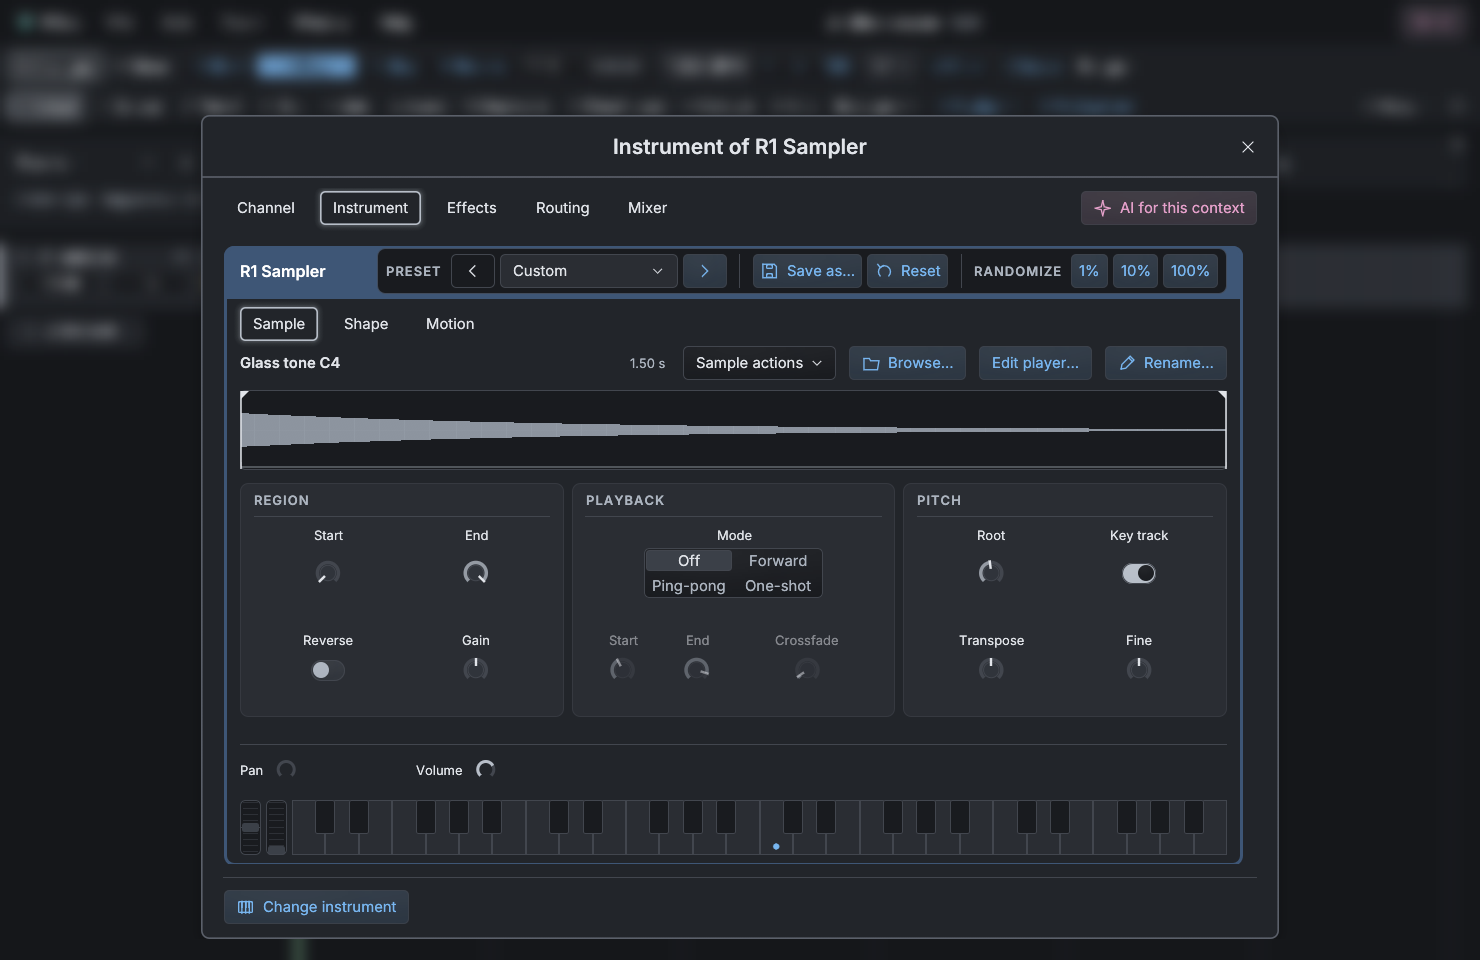 Instrument of R1 Sampler
Channel Instrument Effects Routing Mixer AI for this context
R1 Sampler PRESET Custom Save as... Reset RANDOMIZE 1% 10% 100%
Sample Shape Motion
Glass tone C4 1.50 s Sample actions Browse... Edit player... Rename...
REGION PLAYBACK PITCH
Start End Mode Root Key track
Off Forward
Ping-pong One-shot
Reverse Gain Start End Crossfade Transpose Fine
Pan Volume
Change instrument